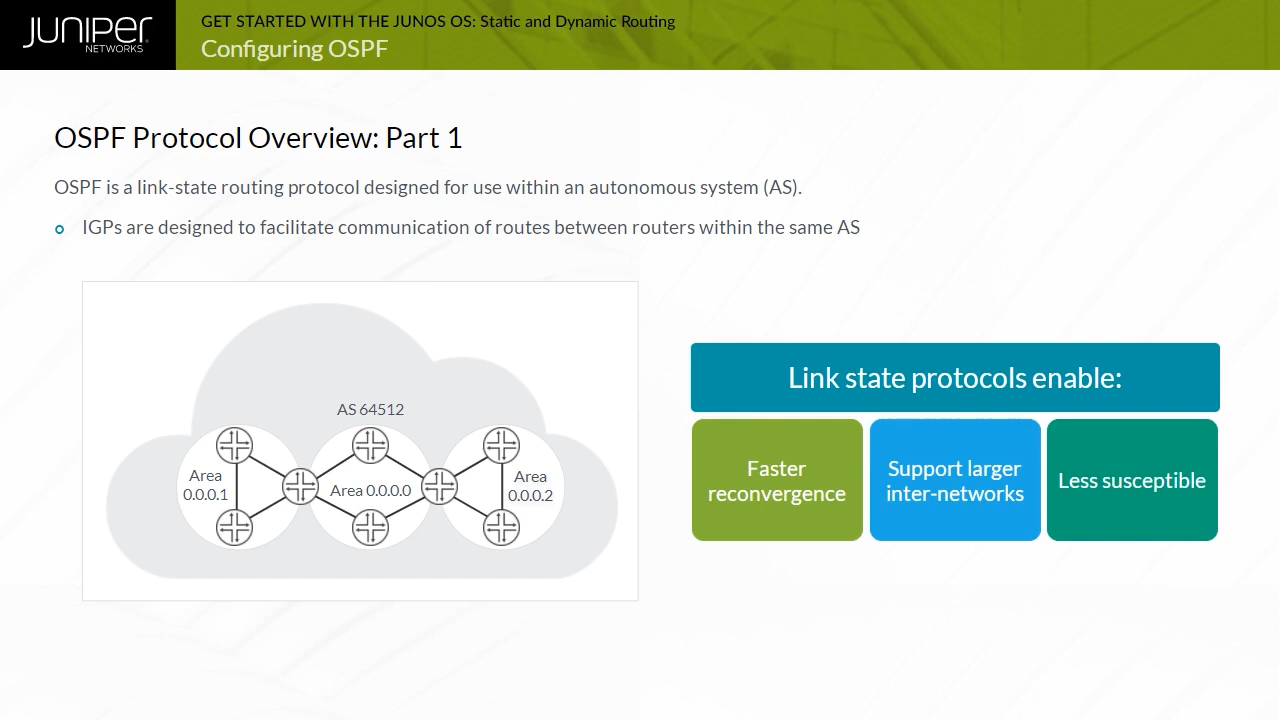 JUNIPER
NETWORKS
GET STARTED WITH THE JUNOS OS: Static and Dynamic Routing
Configuring OSPF
OSPF Protocol Overview: Part 1
OSPF is a link-state routing protocol designed for use within an autonomous system (AS).
IGPs are designed to facilitate communication of routes between routers within the same AS
AS 64512
Area
0.0.0.1
Area 0.0.0.0
Area
0.0.0.2
Link state protocols enable:
Faster
reconvergence
Support larger
inter-networks
Less susceptible